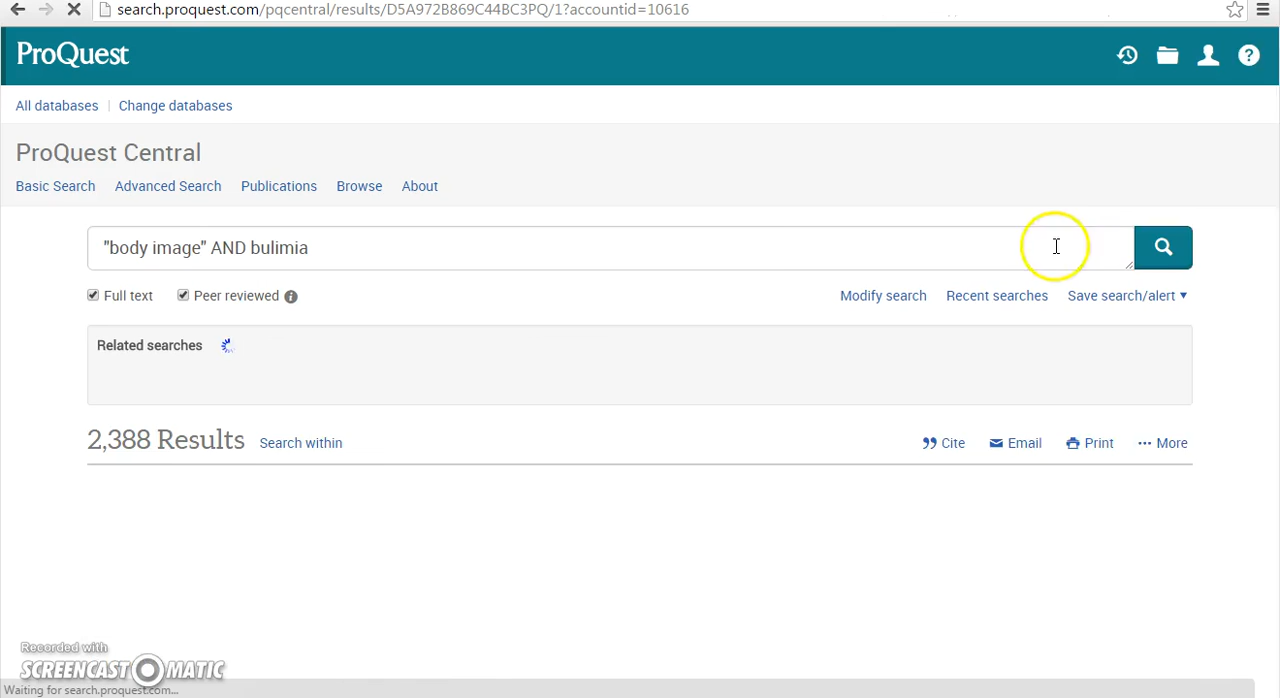 search.proquest.com/pqcentral/results/D5A972B869C44BC3PQ/1?accountid=10616
ProQuest
?
All databases | Change databases
ProQuest Central
Basic Search Advanced Search Publications Browse About
"body image" AND bulimia
Full text Peer reviewed i Modify search Recent searches Save search/alert ▼
Related searches
2,388 Results Search within Cite Email Print More
Recorded with
SCREENCAST-O-MATIC
Waiting for search.proquest.com...